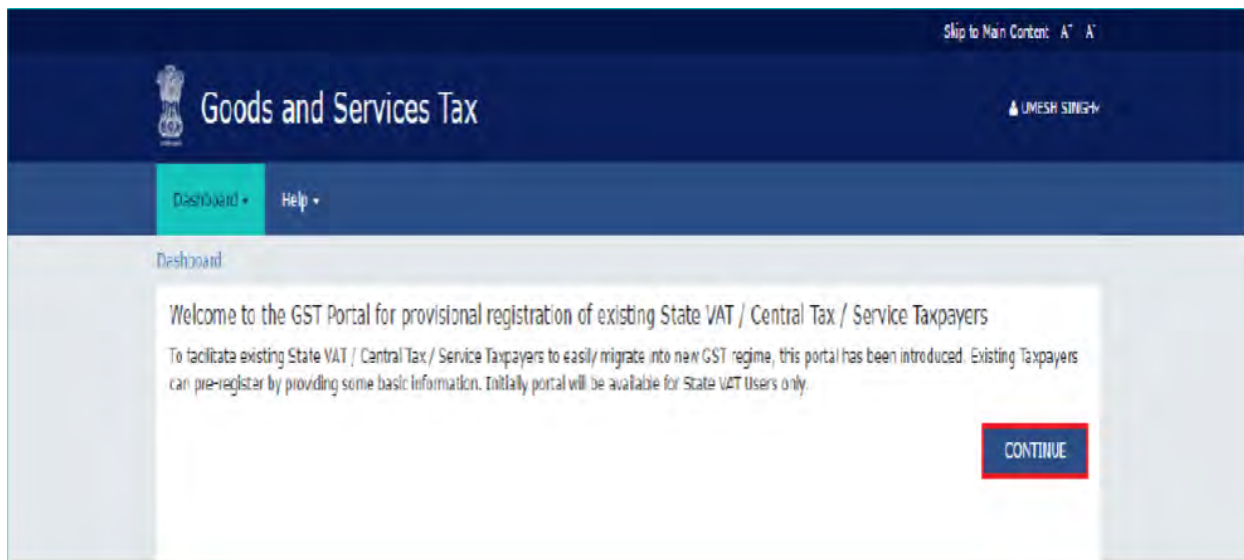 Skip to Main Content A⁺ A⁻
Goods and Services Tax
UMESH SINGH
Dashboard Help
Dashboard
Welcome to the GST Portal for provisional registration of existing State VAT / Central Tax / Service Taxpayers
To facilitate existing State VAT / Central Tax / Service Taxpayers to easily migrate into new GST regime, this portal has been introduced. Existing Taxpayers
can pre-register by providing some basic information. Initially portal will be available for State VAT Users only.
CONTINUE